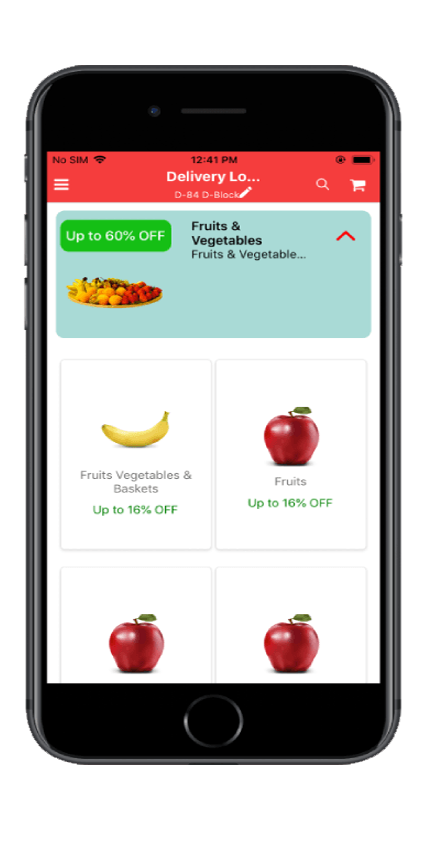 No SIM 12:41 PM
Delivery Lo...
D-84 D-Block
Up to 60% OFF
Fruits &
Vegetables
Fruits & Vegetable...
Fruits Vegetables &
Baskets
Up to 16% OFF
Fruits
Up to 16% OFF